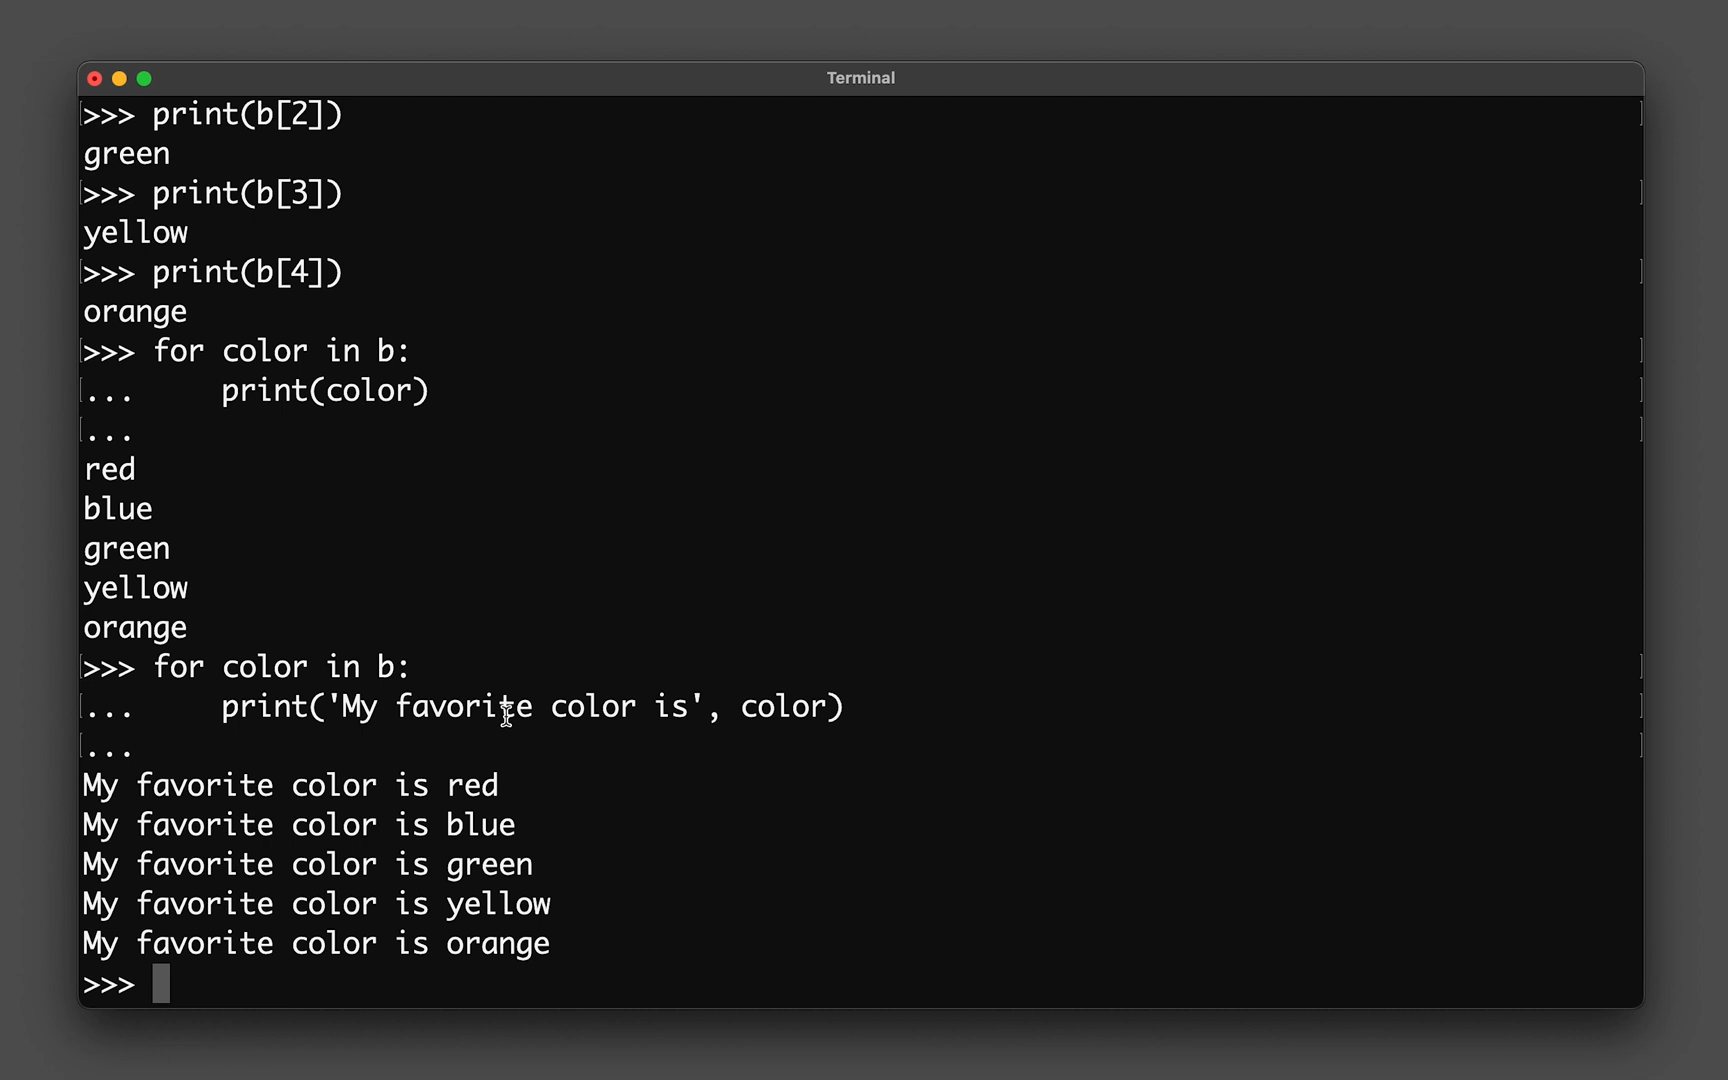 Terminal
>>> print(b[2])
green
>>> print(b[3])
yellow
>>> print(b[4])
orange
>>> for color in b:
...     print(color)
...
red
blue
green
yellow
orange
>>> for color in b:
...     print('My favorite color is', color)
...
My favorite color is red
My favorite color is blue
My favorite color is green
My favorite color is yellow
My favorite color is orange
>>>